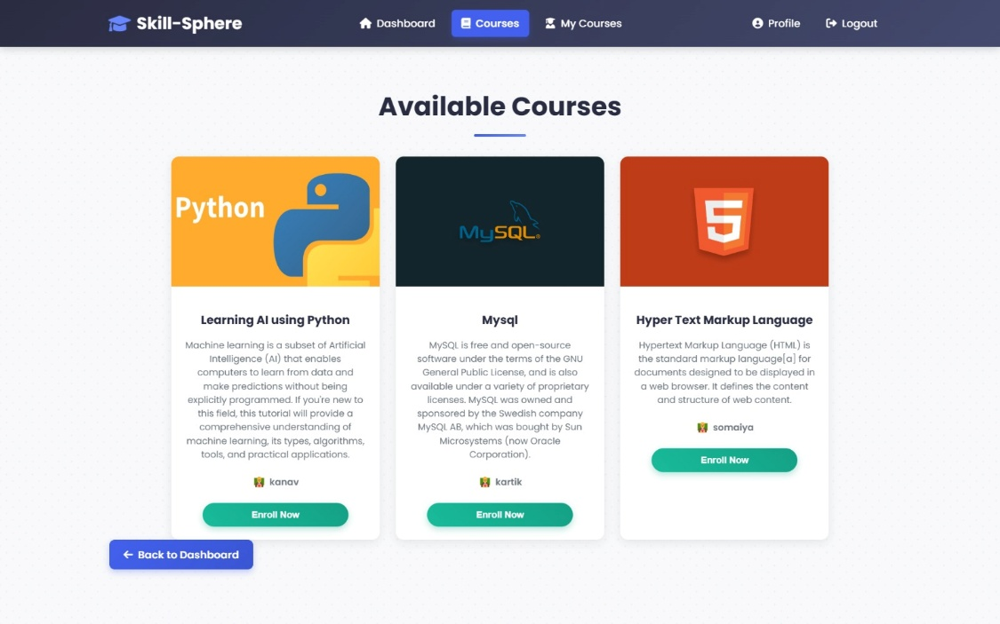 Skill-Sphere
Dashboard
Courses
My Courses
Profile
Logout
Available Courses
Python
MySQL®
5
Learning AI using Python
Machine learning is a subset of Artificial
Intelligence (AI) that enables
computers to learn from data and
make predictions without being
explicitly programmed. If you're new to
this field, this tutorial will provide a
comprehensive understanding of
machine learning, its types, algorithms,
tools, and practical applications.
kanav
Enroll Now
Mysql
MySQL is free and open-source
software under the terms of the GNU
General Public License, and is also
available under a variety of proprietary
licenses. MySQL was owned and
sponsored by the Swedish company
MySQL AB, which was bought by Sun
Microsystems (now Oracle
Corporation).
kartik
Enroll Now
Hyper Text Markup Language
Hypertext Markup Language (HTML) is
the standard markup language[a] for
documents designed to be displayed in
a web browser. It defines the content
and structure of web content.
somaiya
Enroll Now
Back to Dashboard